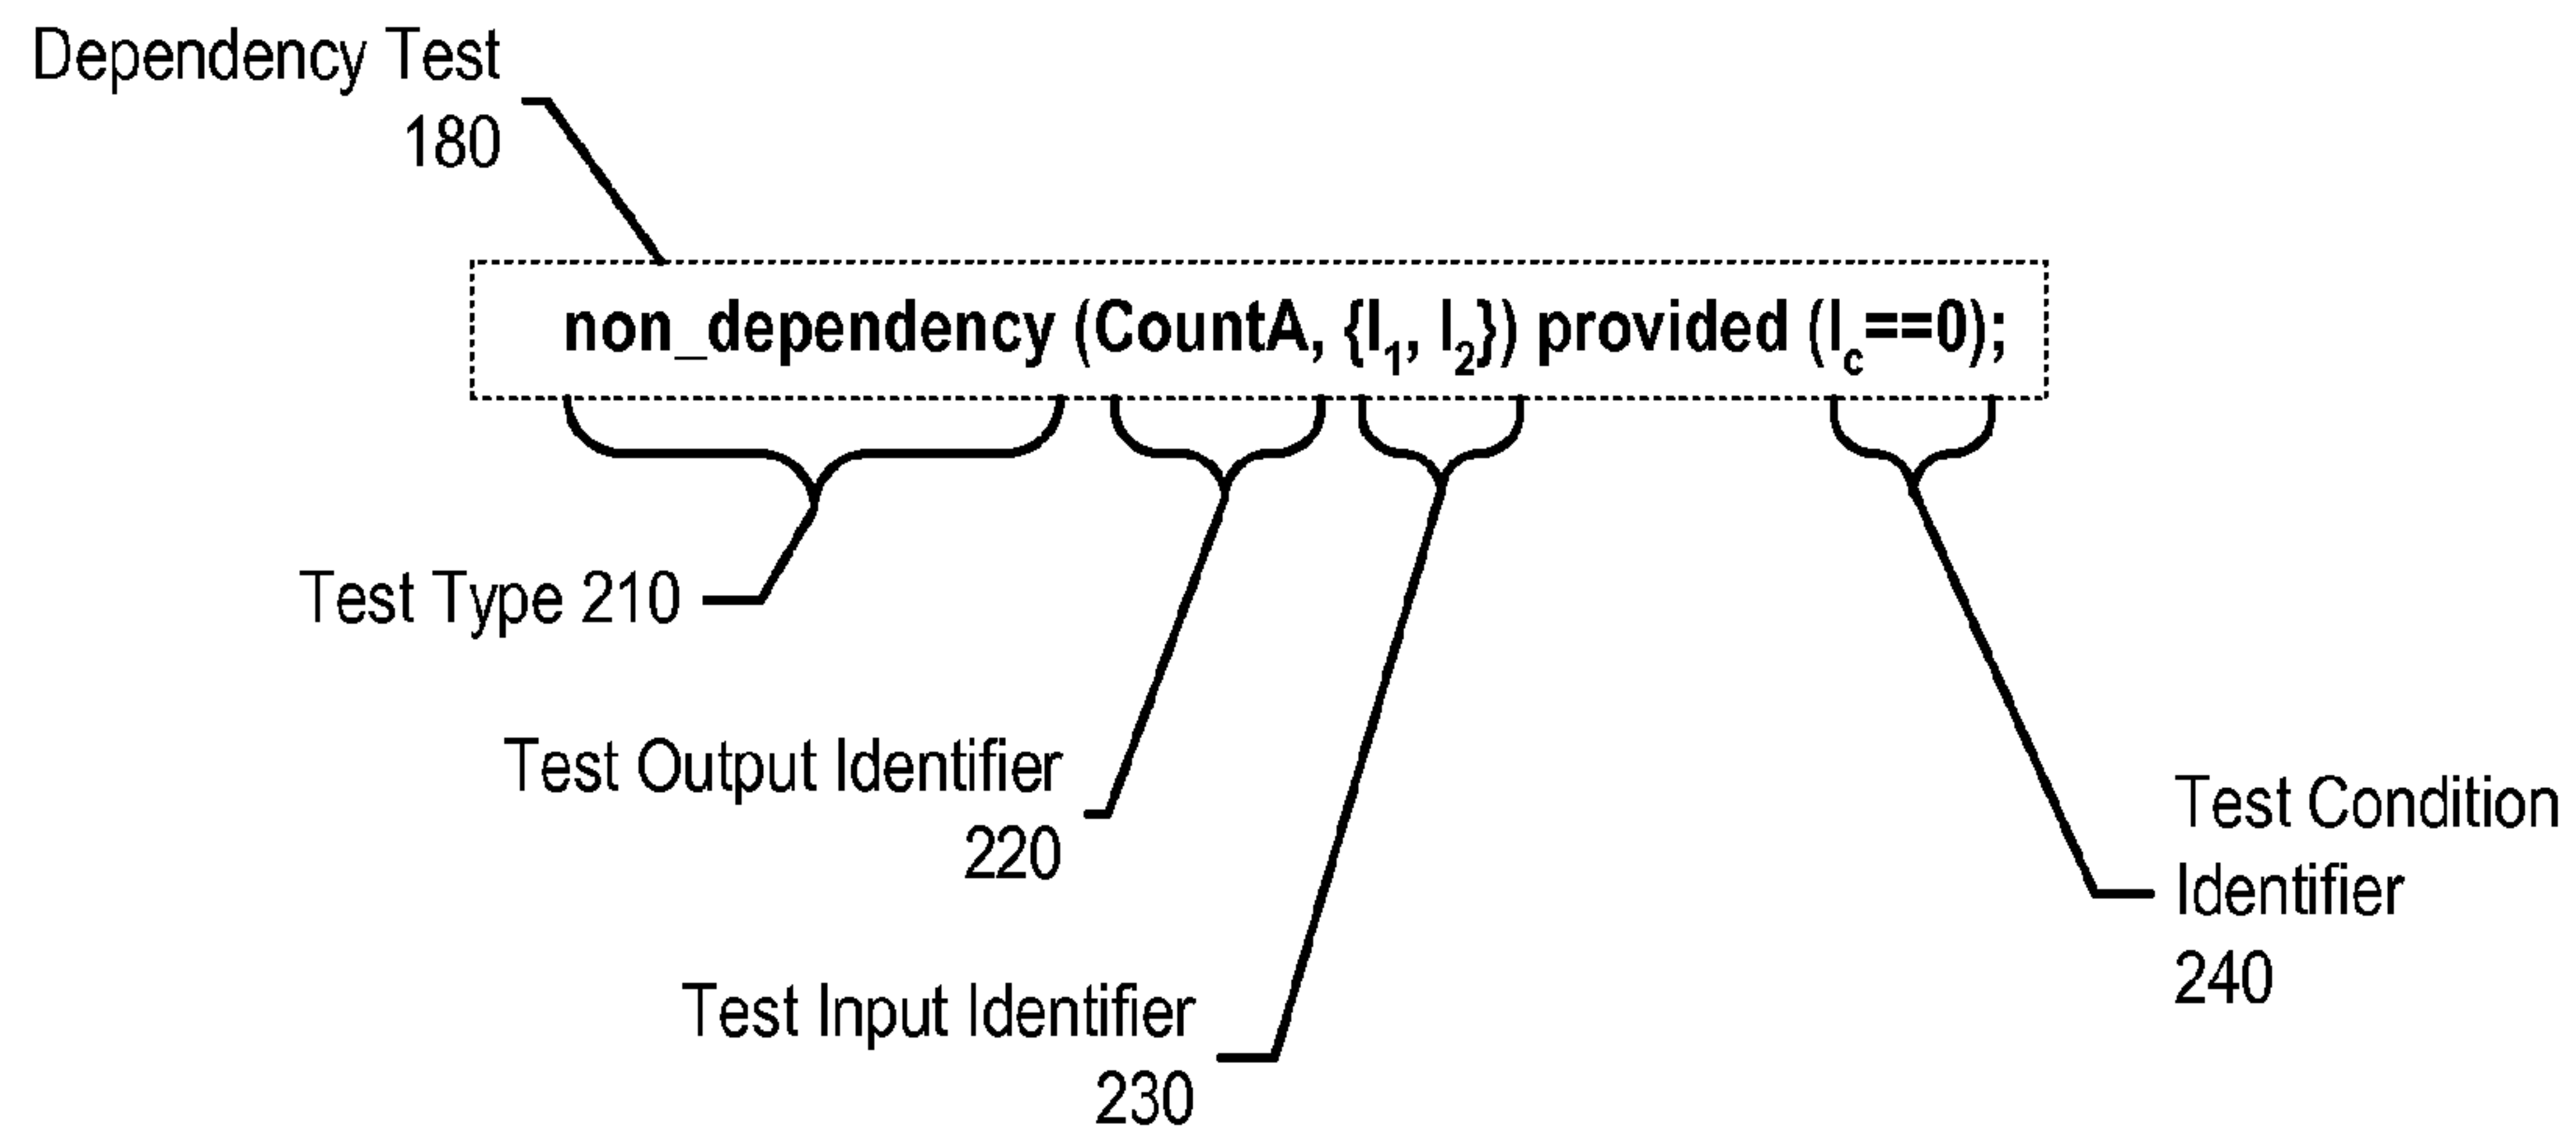 Dependency Test
180
non_dependency (CountA, {I₁, I₂}) provided (I꜀==0);
Test Type 210
Test Output Identifier
220
Test Input Identifier
230
Test Condition
Identifier
240